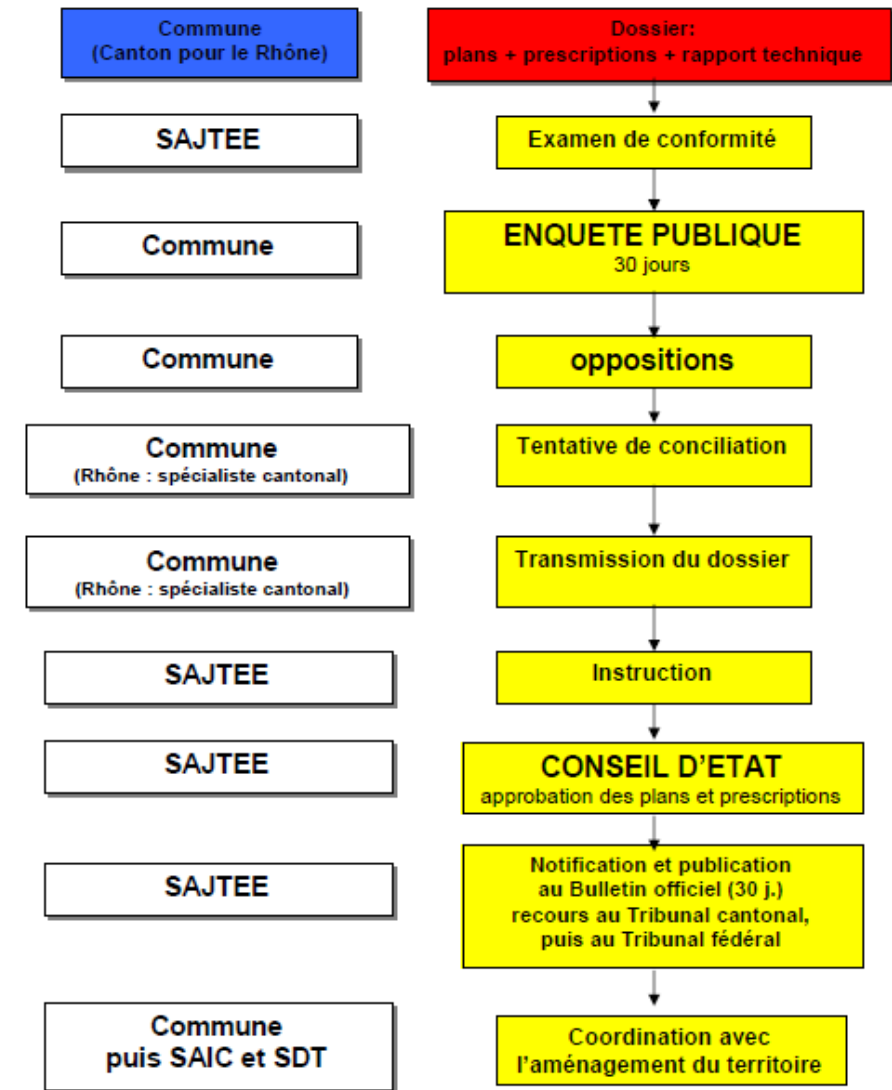 Commune
(Canton pour le Rhône)
Dossier:
plans + prescriptions + rapport technique
SAJTEE
Examen de conformité
Commune
ENQUETE PUBLIQUE
30 jours
Commune
oppositions
Commune
(Rhône : spécialiste cantonal)
Tentative de conciliation
Commune
(Rhône : spécialiste cantonal)
Transmission du dossier
SAJTEE
Instruction
SAJTEE
CONSEIL D'ETAT
approbation des plans et prescriptions
SAJTEE
Notification et publication
au Bulletin officiel (30 j.)
recours au Tribunal cantonal,
puis au Tribunal fédéral
Commune
puis SAIC et SDT
Coordination avec
l'aménagement du territoire